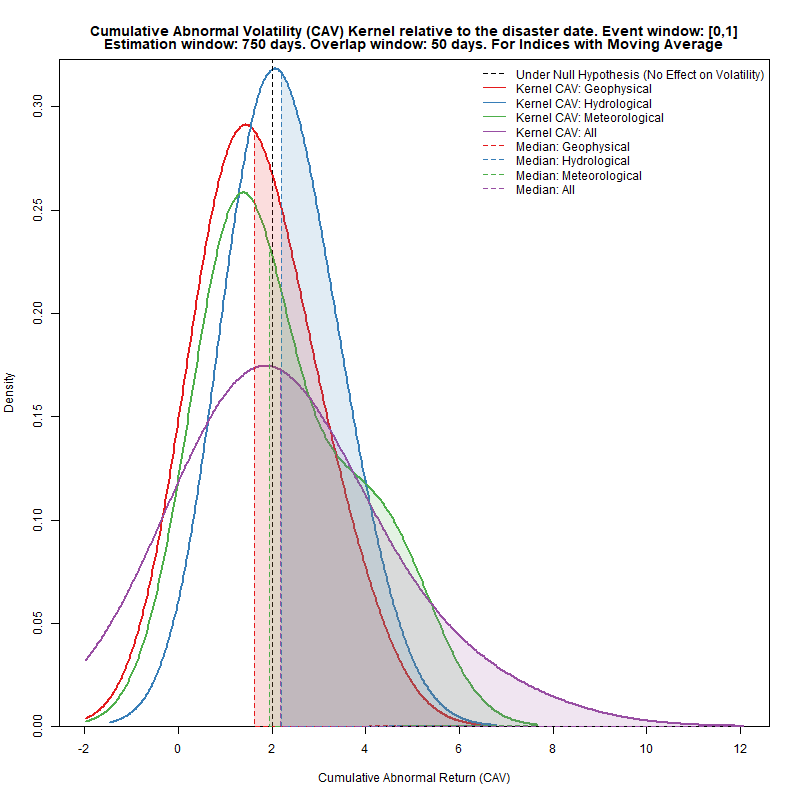 Cumulative Abnormal Volatility (CAV) Kernel relative to the disaster date. Event window: [0,1]
Estimation window: 750 days. Overlap window: 50 days. For Indices with Moving Average
Under Null Hypothesis (No Effect on Volatility)
Kernel CAV: Geophysical
Kernel CAV: Hydrological
Kernel CAV: Meteorological
Kernel CAV: All
Median: Geophysical
Median: Hydrological
Median: Meteorological
Median: All
Density
0.30
0.25
0.20
0.15
0.10
0.05
0.00
-2 0 2 4 6 8 10 12
Cumulative Abnormal Return (CAV)